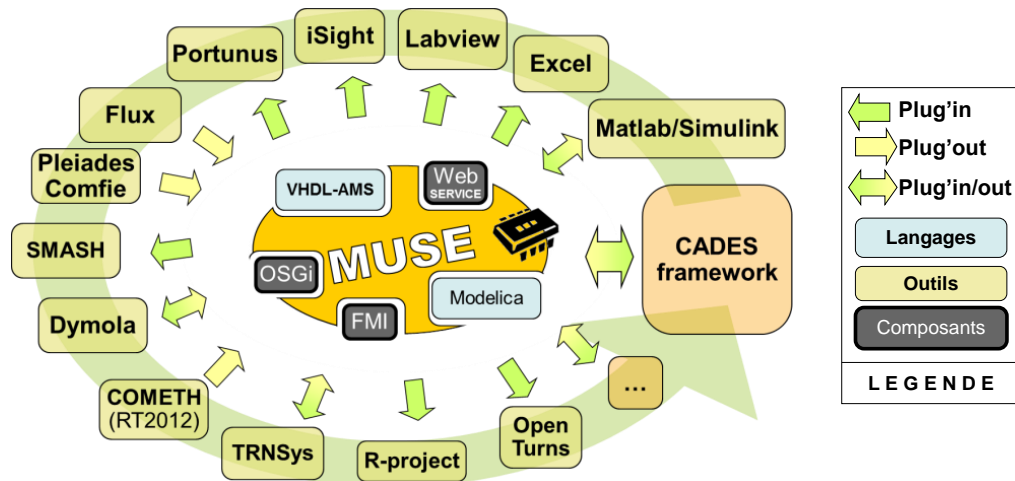 iSight
Labview
Portunus
Excel
Flux
Matlab/Simulink
Pleiades
Comfie
SMASH
Dymola
COMETH
(RT2012)
TRNSys
R-project
Open
Turns
...
CADES
framework
VHDL-AMS
Web
SERVICE
MUSE
OSGi
Modelica
FMI
Plug'in
Plug'out
Plug'in/out
Langages
Outils
Composants
LEGENDE